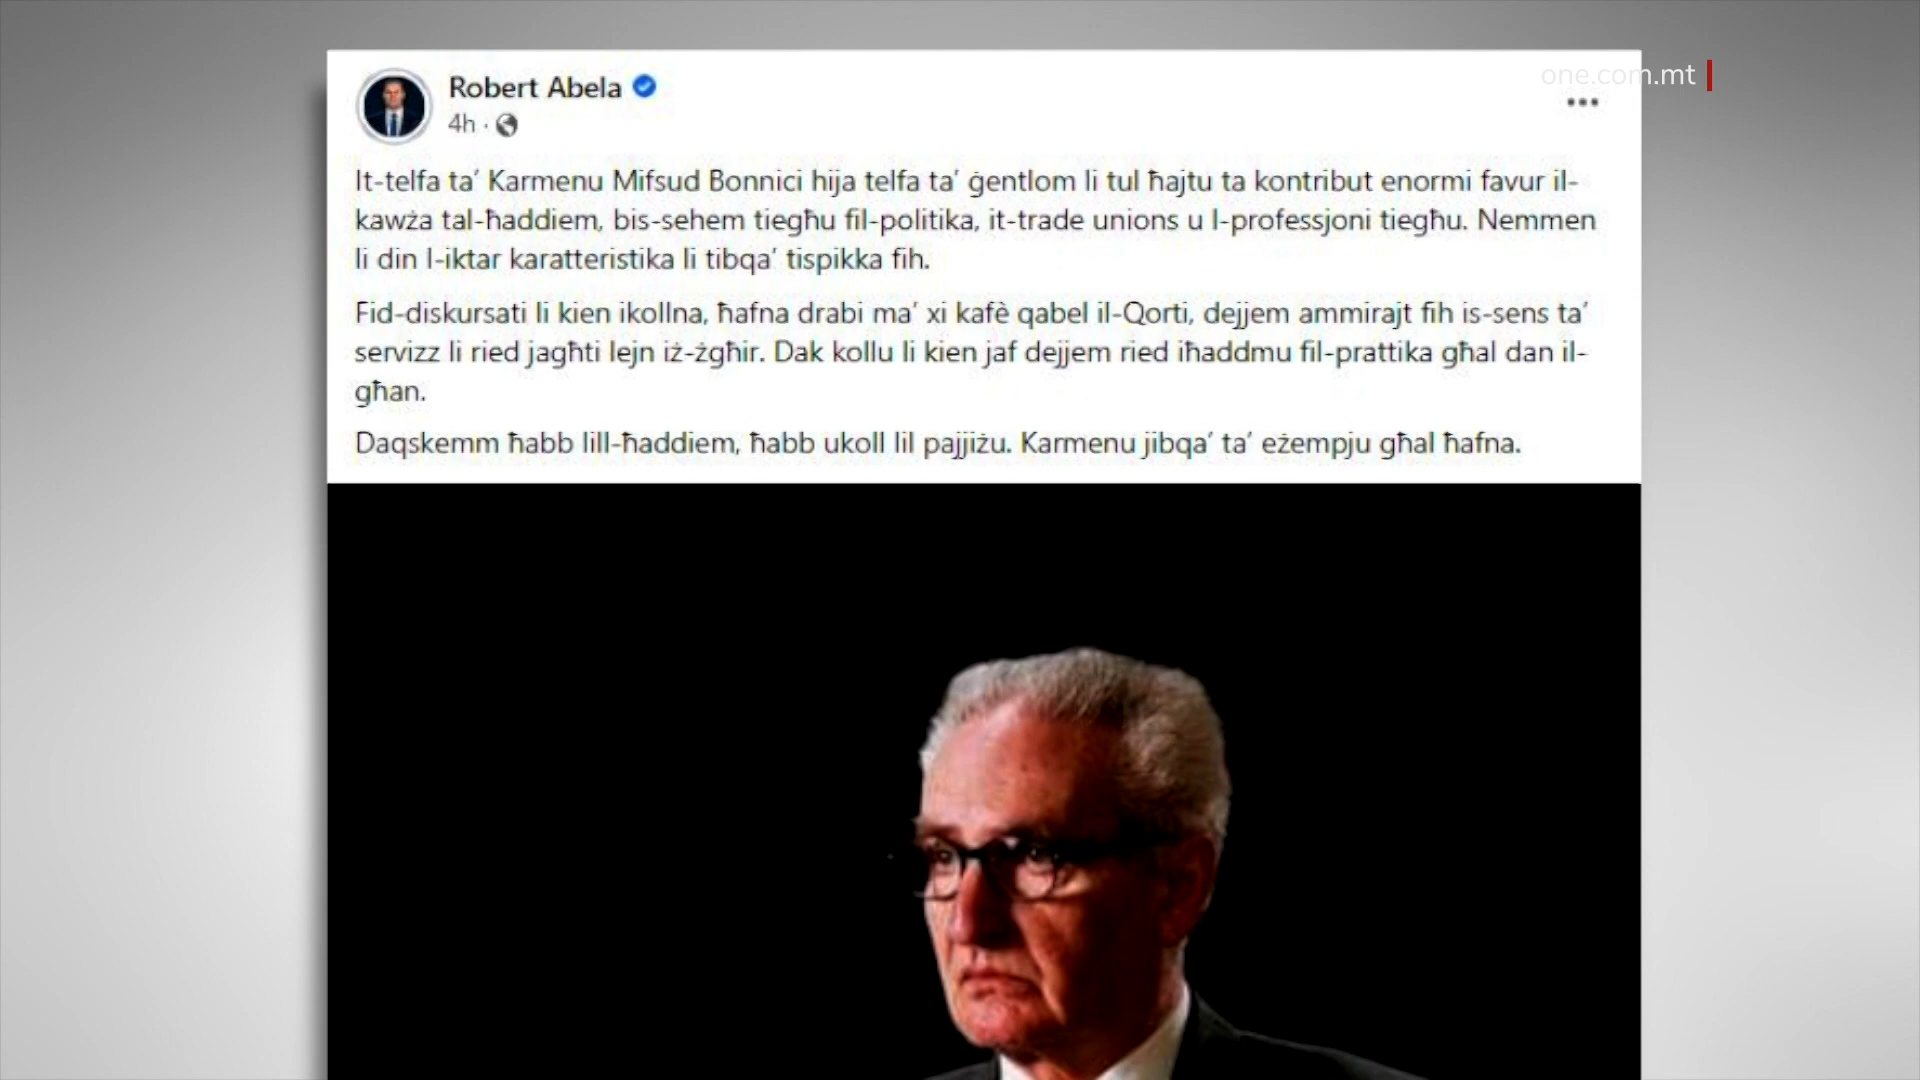 one.com.mt
Robert Abela
4h ·
It-telfa ta’ Karmenu Mifsud Bonnici hija telfa ta’ ġentlom li tul ħajtu ta kontribut enormi favur il-
kawża tal-ħaddiem, bis-sehem tiegħu fil-politika, it-trade unions u l-professjoni tiegħu. Nemmen
li din l-iktar karatteristika li tibqa’ tispikka fih.
Fid-diskursati li kien ikollna, ħafna drabi ma’ xi kafè qabel il-Qorti, dejjem ammirajt fih is-sens ta’
servizz li ried jagħti lejn iż-żgħir. Dak kollu li kien jaf dejjem ried iħaddmu fil-prattika għal dan il-
għan.
Daqskemm ħabb lill-ħaddiem, ħabb ukoll lil pajjiżu. Karmenu jibqa’ ta’ eżempju għal ħafna.